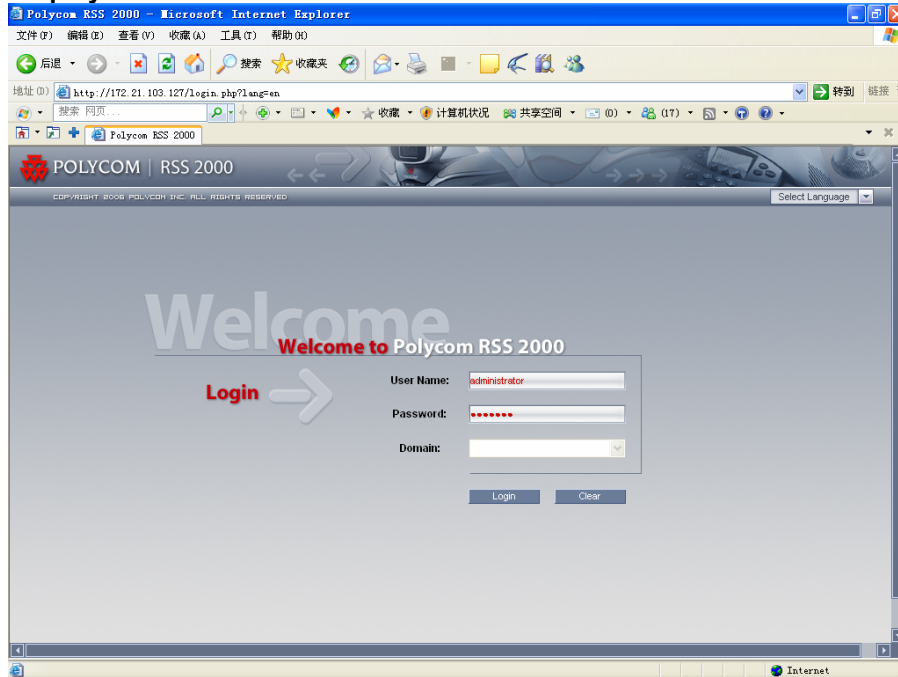 Polycom RSS 2000 - Microsoft Internet Explorer
文件(F) 编辑(E) 查看(V) 收藏(A) 工具(T) 帮助(H)
后退 搜索 收藏夹
地址(D) http://172.21.103.127/login.php?lang=en 转到 链接
搜索 网页... 收藏 计算机状况 共享空间 (0) (17)
Polycom RSS 2000
POLYCOM | RSS 2000
COPYRIGHT 2006 POLYCOM INC. ALL RIGHTS RESERVED Select Language
Welcome
Welcome to Polycom RSS 2000
Login
User Name: administrator
Password: •••••••
Domain:
Login Clear
Internet